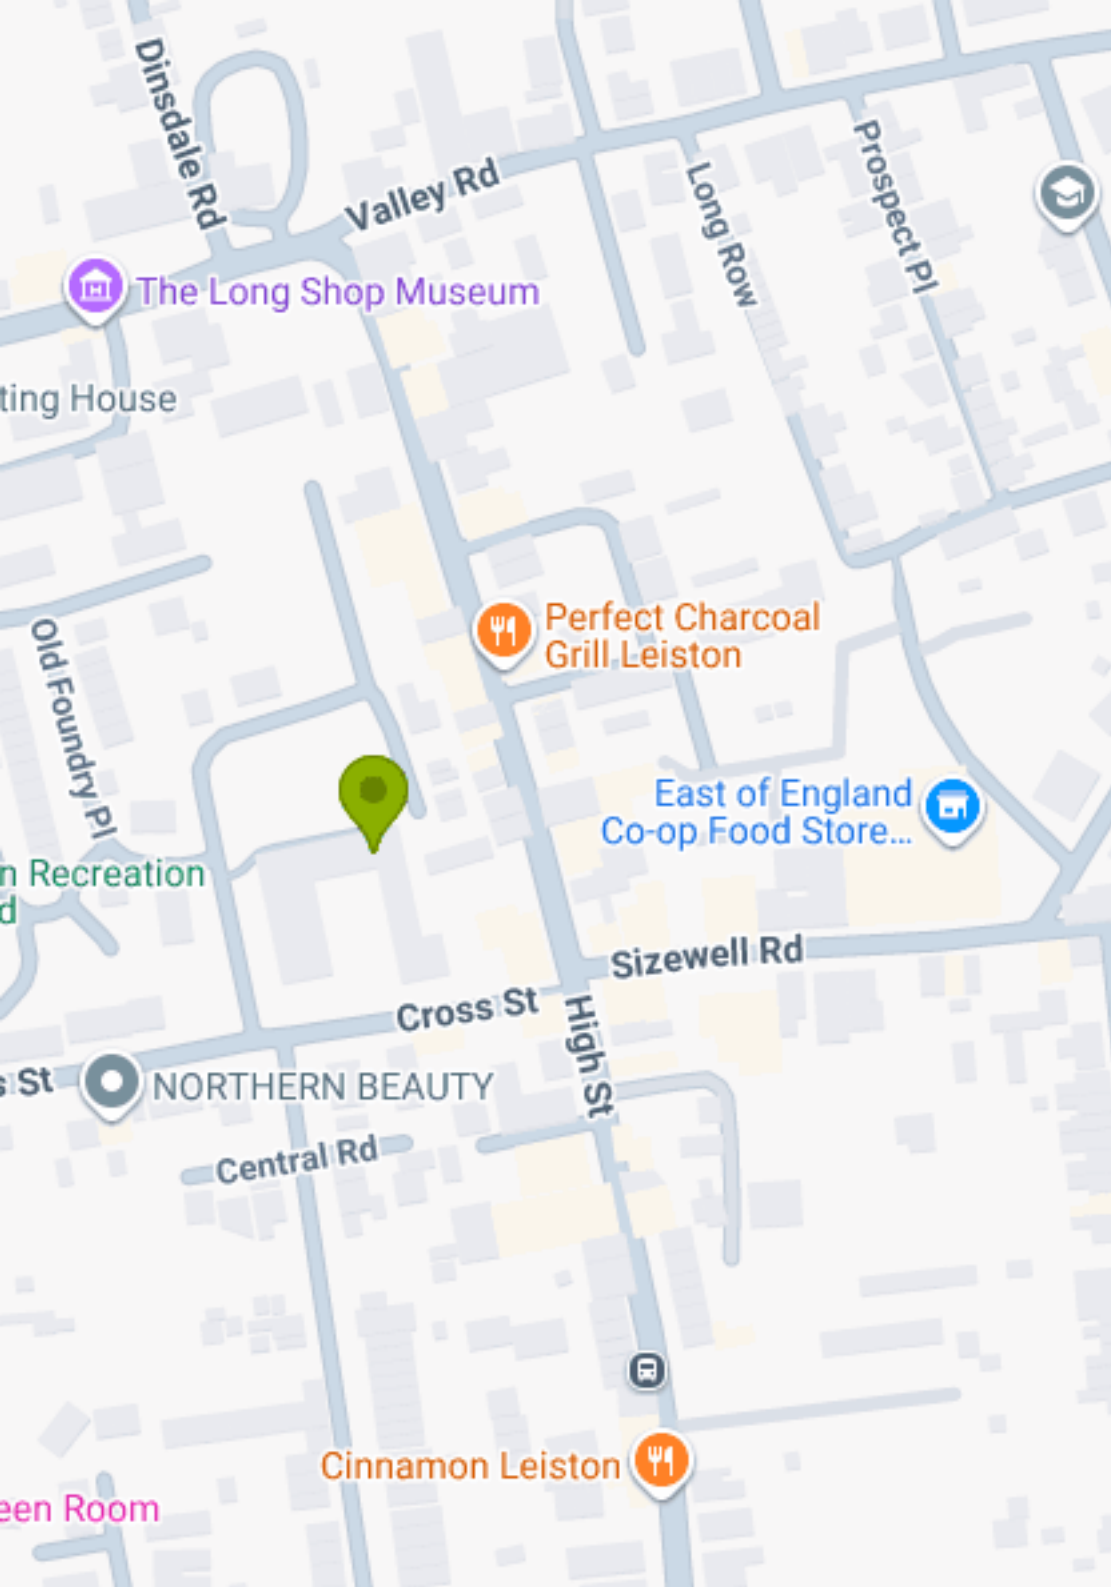 Dinsdale Rd
Valley Rd
Long Row
Prospect Pl
The Long Shop Museum
ting House
Perfect Charcoal
Grill Leiston
Old Foundry Pl
East of England
Co-op Food Store...
n Recreation
d
Sizewell Rd
Cross St
High St
s St
NORTHERN BEAUTY
Central Rd
Cinnamon Leiston
een Room